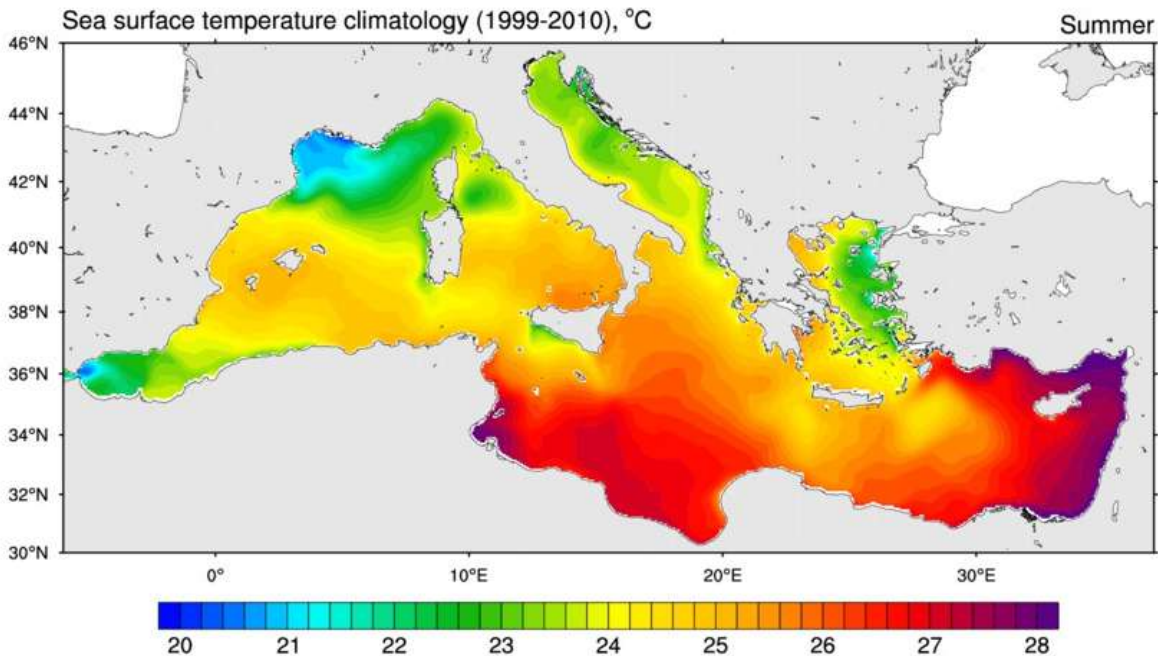 Sea surface temperature climatology (1999-2010), °C
Summer
46°N
44°N
42°N
40°N
38°N
36°N
34°N
32°N
30°N
0° 10°E 20°E 30°E
20 21 22 23 24 25 26 27 28